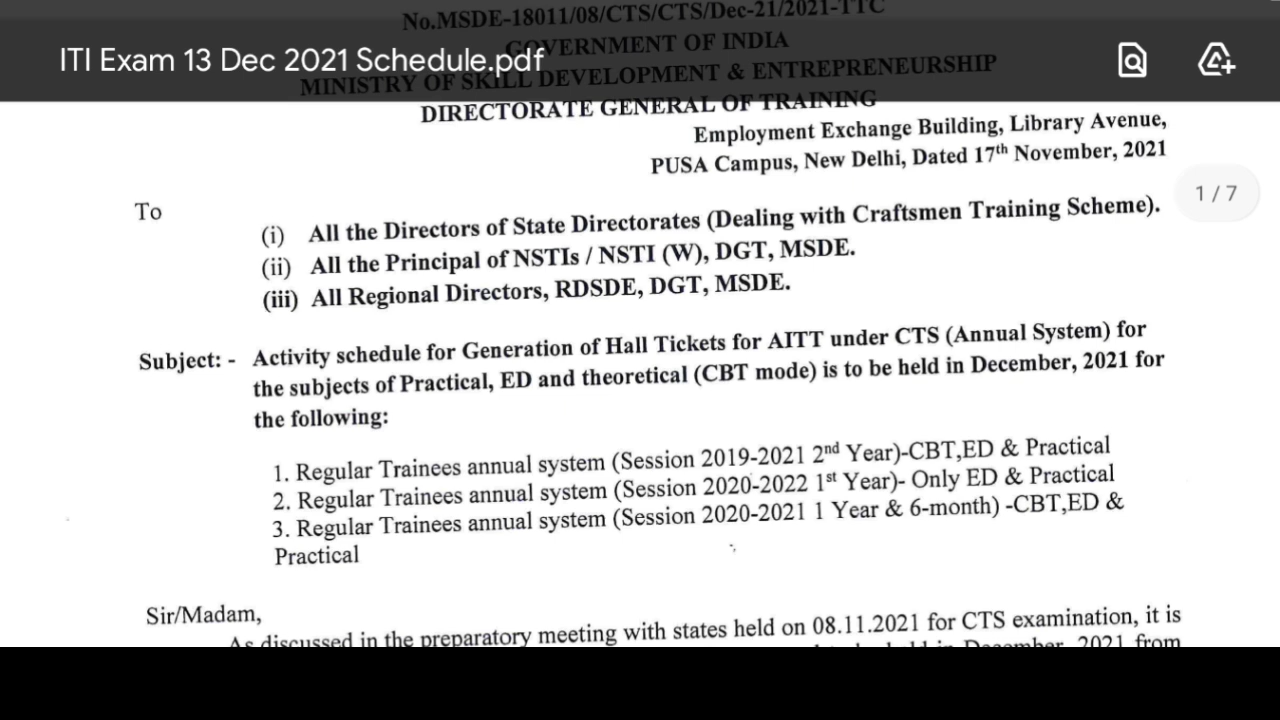 No.MSDE-18011/08/CTS/CTS/Dec-21/2021-TTC
GOVERNMENT OF INDIA
ITI Exam 13 Dec 2021 Schedule.pdf
MINISTRY OF SKILL DEVELOPMENT & ENTREPRENEURSHIP
DIRECTORATE GENERAL OF TRAINING
Employment Exchange Building, Library Avenue,
PUSA Campus, New Delhi, Dated 17th November, 2021
1 / 7
To
(i) All the Directors of State Directorates (Dealing with Craftsmen Training Scheme).
(ii) All the Principal of NSTIs / NSTI (W), DGT, MSDE.
(iii) All Regional Directors, RDSDE, DGT, MSDE.
Subject: - Activity schedule for Generation of Hall Tickets for AITT under CTS (Annual System) for
the subjects of Practical, ED and theoretical (CBT mode) is to be held in December, 2021 for
the following:
1. Regular Trainees annual system (Session 2019-2021 2nd Year)-CBT,ED & Practical
2. Regular Trainees annual system (Session 2020-2022 1st Year)- Only ED & Practical
3. Regular Trainees annual system (Session 2020-2021 1 Year & 6-month) -CBT,ED &
Practical
Sir/Madam,
As discussed in the preparatory meeting with states held on 08.11.2021 for CTS examination, it is
December, 2021 from